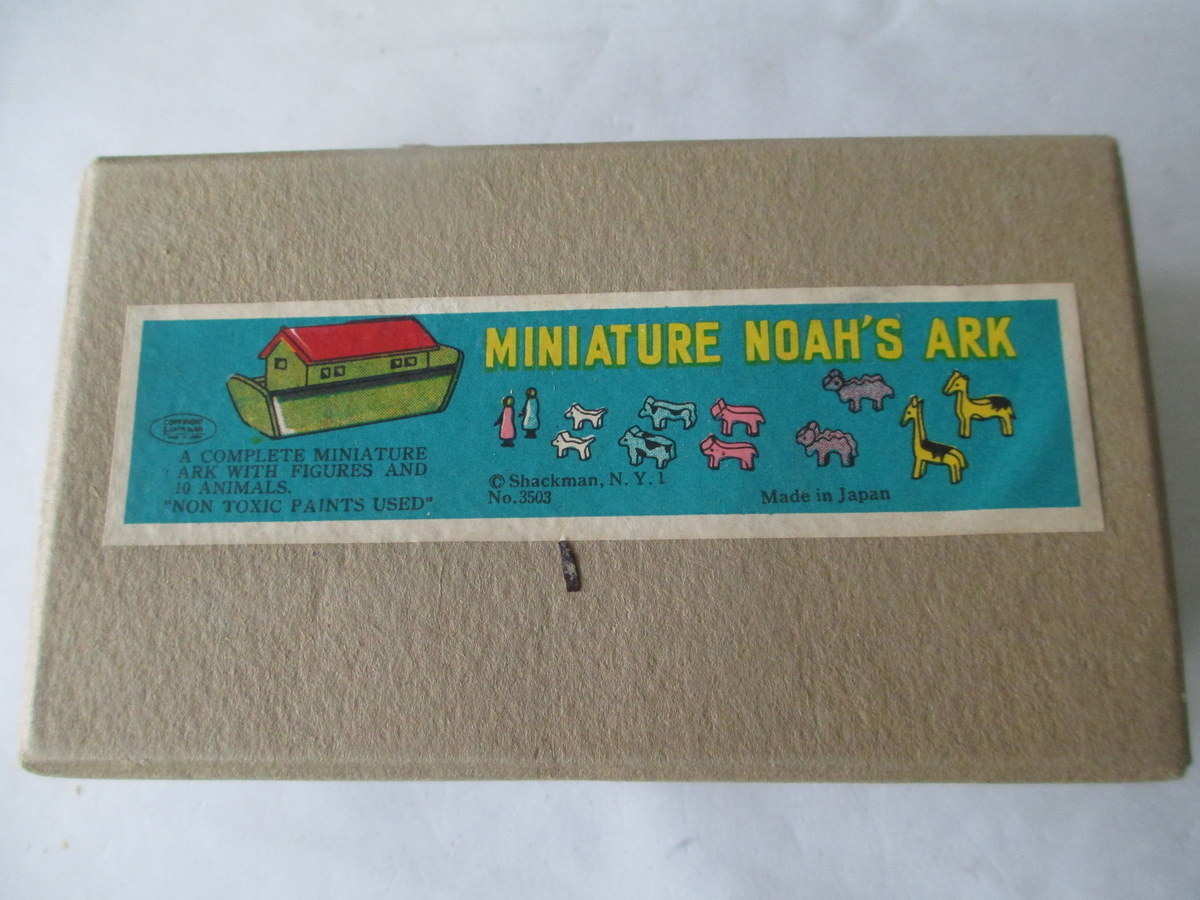 MINIATURE NOAH'S ARK
A COMPLETE MINIATURE
ARK WITH FIGURES AND
10 ANIMALS.
"NON TOXIC PAINTS USED"
© Shackman, N. Y. 1
No. 3503
Made in Japan